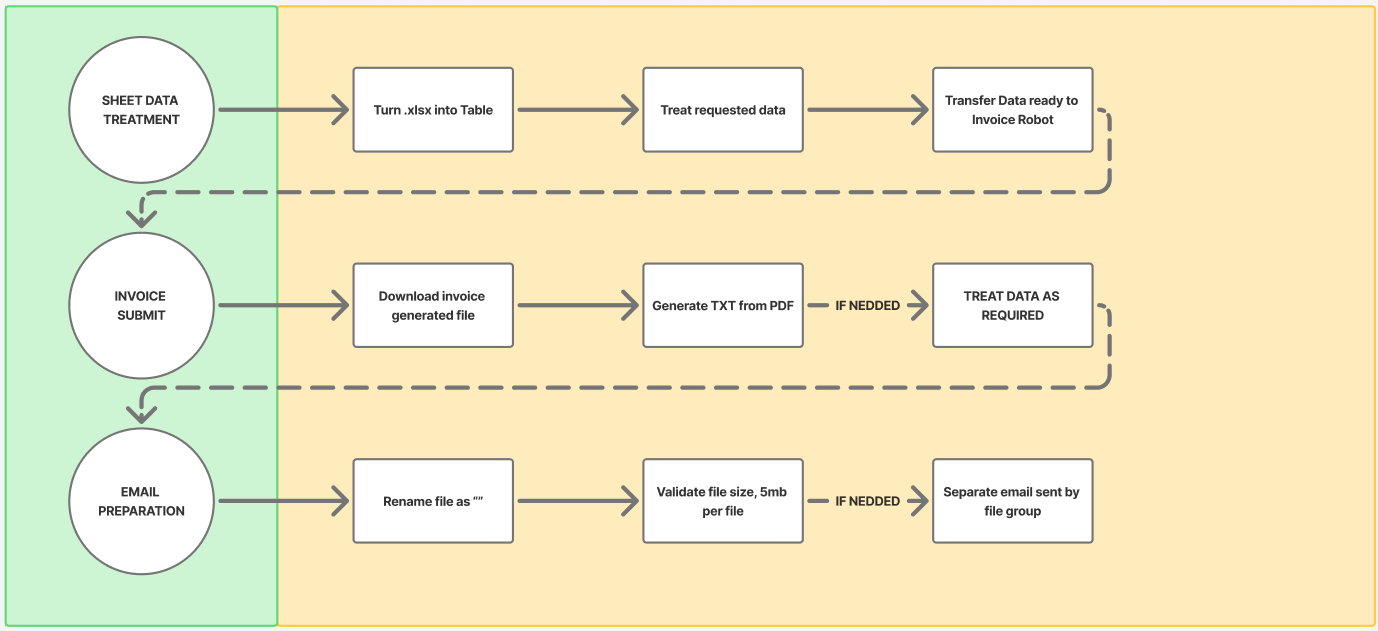 SHEET DATA
TREATMENT
Turn .xlsx into Table
Treat requested data
Transfer Data ready to
Invoice Robot
INVOICE
SUBMIT
Download invoice
generated file
Generate TXT from PDF
IF NEDDED
TREAT DATA AS
REQUIRED
EMAIL
PREPARATION
Rename file as “”
Validate file size, 5mb
per file
IF NEDDED
Separate email sent by
file group